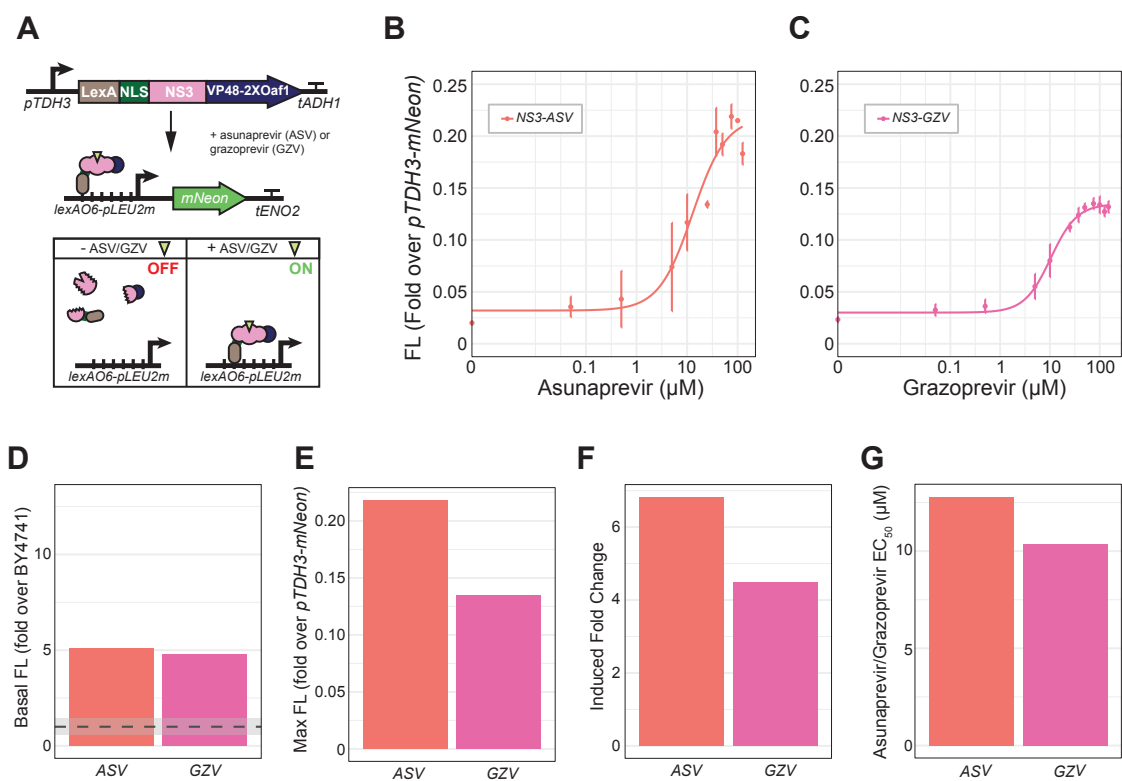 A
pTDH3
LexA NLS NS3 VP48-2XOaf1
tADH1
+ asunaprevir (ASV) or
grazoprevir (GZV)
lexAO6-pLEU2m
mNeon
tENO2
- ASV/GZV
+ ASV/GZV
OFF
ON
lexAO6-pLEU2m
lexAO6-pLEU2m
B
FL (Fold over pTDH3-mNeon)
0.25
0.20
0.15
0.10
0.05
0
NS3-ASV
0 0.1 1 10 100
Asunaprevir (µM)
C
0.25
0.20
0.15
0.10
0.05
0
NS3-GZV
0 0.1 1 10 100
Grazoprevir (µM)
D
Basal FL (fold over BY4741)
10
5
0
ASV GZV
E
Max FL (fold over pTDH3-mNeon)
0.20
0.15
0.10
0.05
0
ASV GZV
F
Induced Fold Change
6
4
2
0
ASV GZV
G
Asunaprevir/Grazoprevir EC50 (µM)
10
5
0
ASV GZV